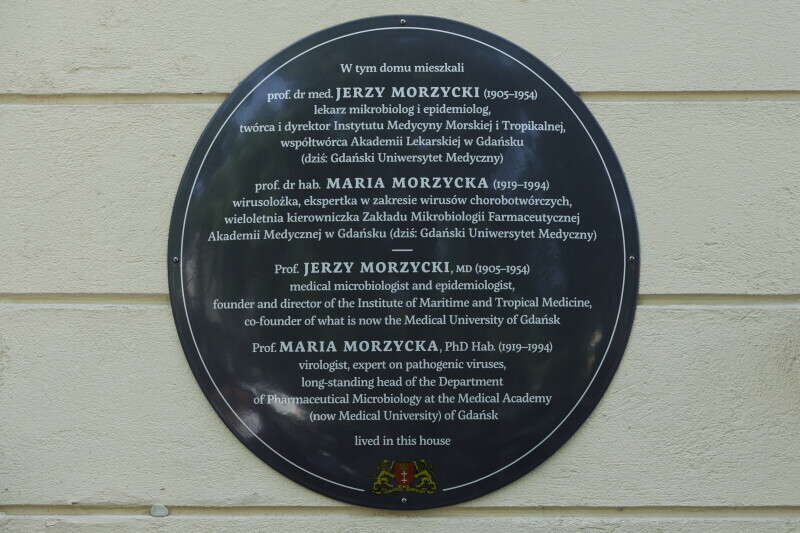 W tym domu mieszkali
prof. dr med. JERZY MORZYCKI (1905–1954)
lekarz mikrobiolog i epidemiolog,
twórca i dyrektor Instytutu Medycyny Morskiej i Tropikalnej,
współtwórca Akademii Lekarskiej w Gdańsku
(dziś: Gdański Uniwersytet Medyczny)
prof. dr hab. MARIA MORZYCKA (1919–1994)
wirusolożka, ekspertka w zakresie wirusów chorobotwórczych,
wieloletnia kierowniczka Zakładu Mikrobiologii Farmaceutycznej
Akademii Medycznej w Gdańsku (dziś: Gdański Uniwersytet Medyczny)
Prof. JERZY MORZYCKI, MD (1905–1954)
medical microbiologist and epidemiologist,
founder and director of the Institute of Maritime and Tropical Medicine,
co-founder of what is now the Medical University of Gdańsk
Prof. MARIA MORZYCKA, PhD Hab. (1919–1994)
virologist, expert on pathogenic viruses,
long-standing head of the Department
of Pharmaceutical Microbiology at the Medical Academy
(now Medical University) of Gdańsk
lived in this house